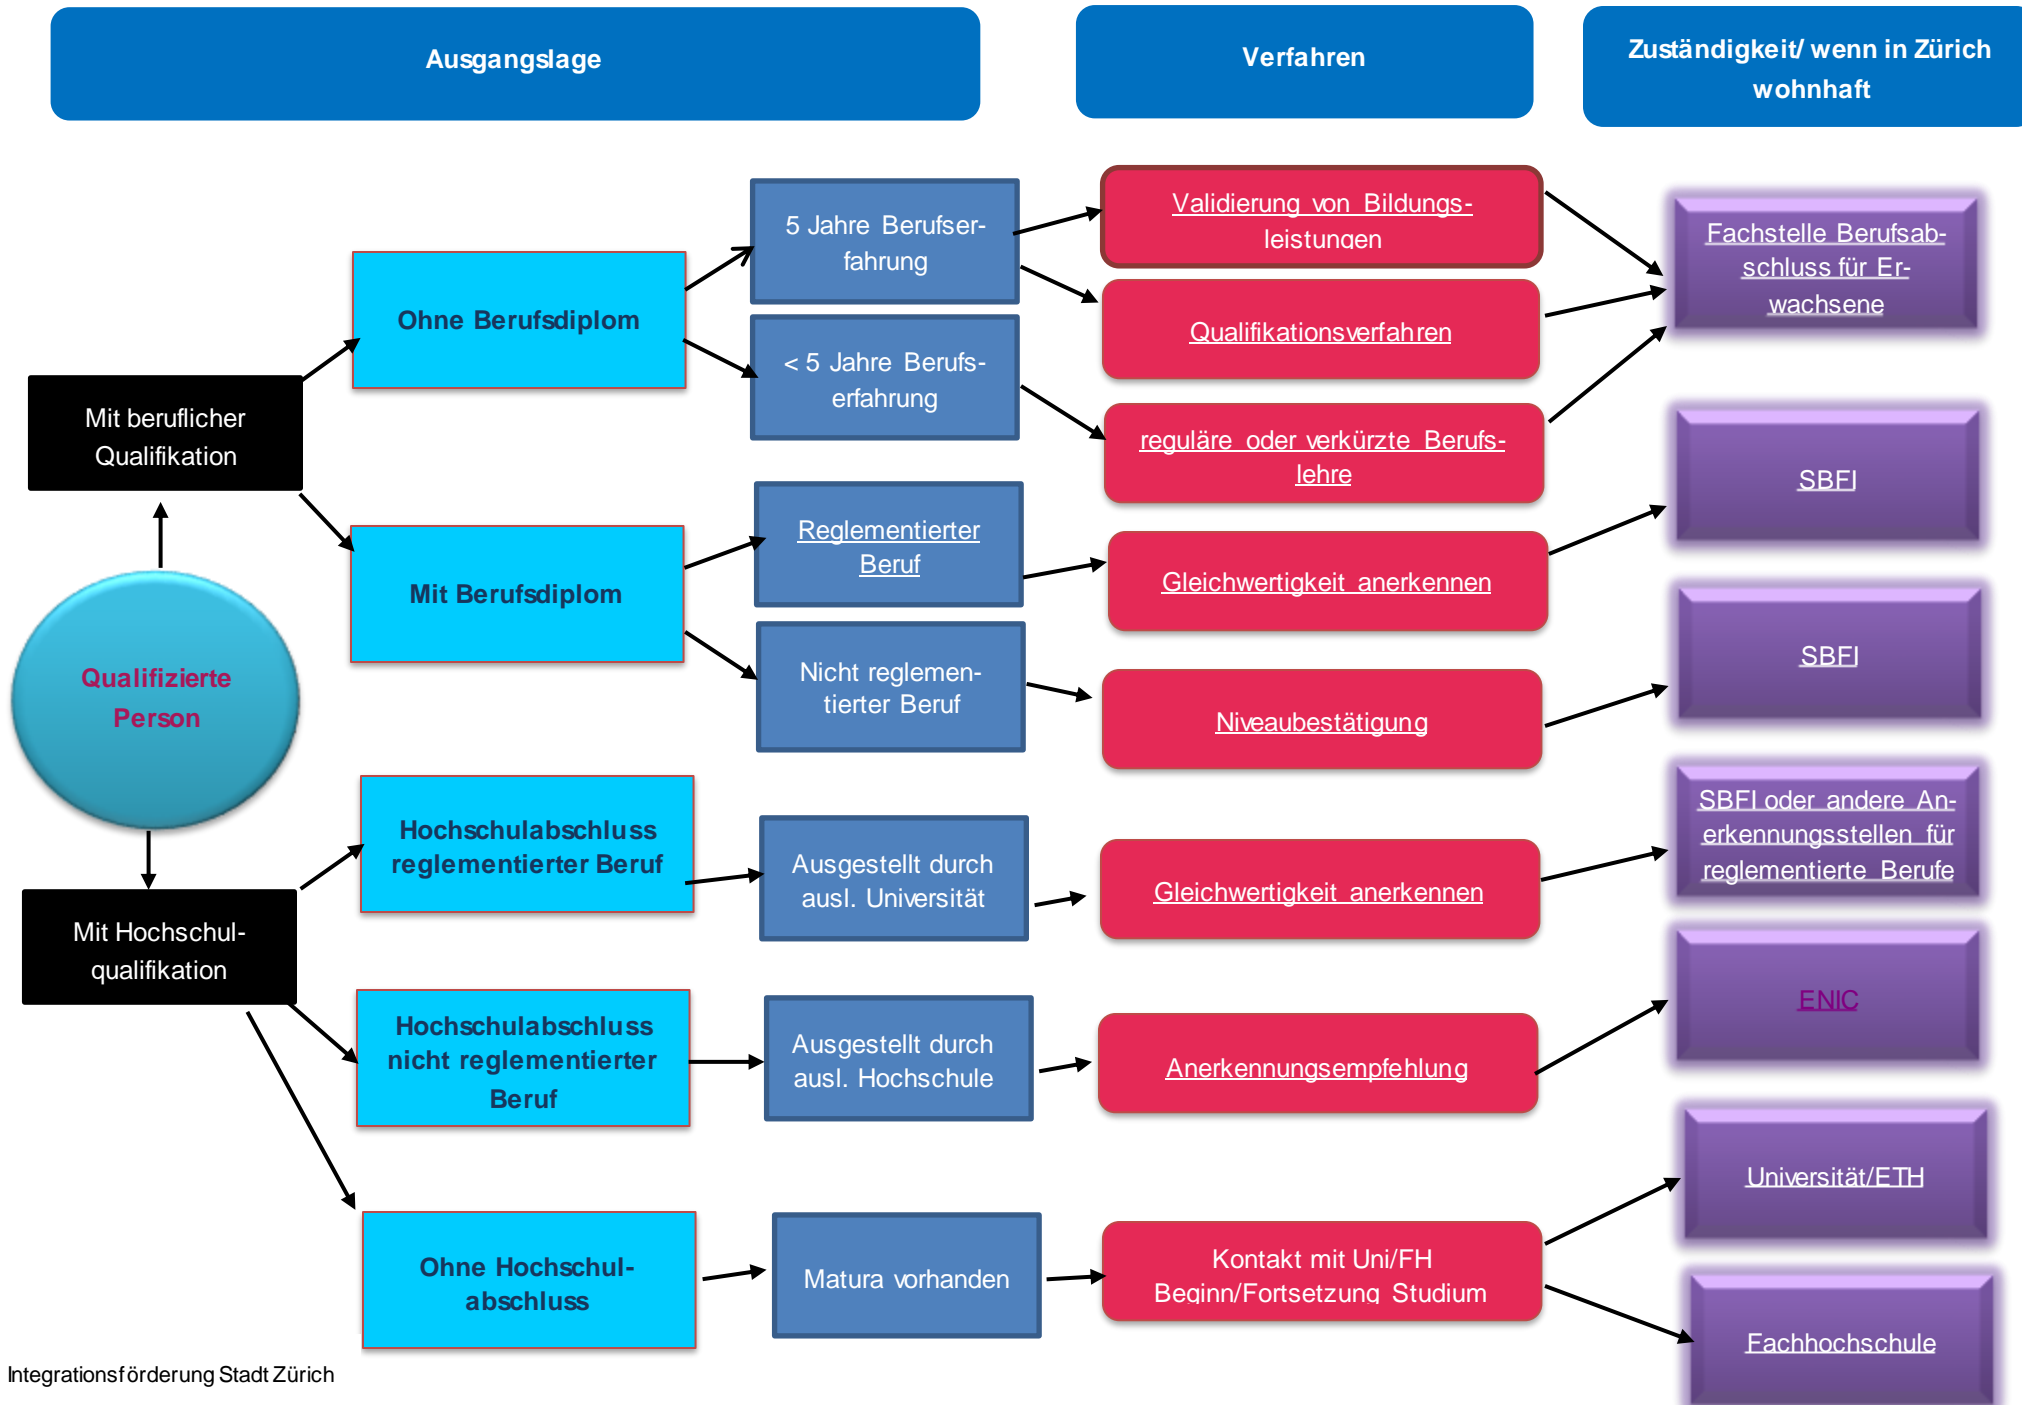 Ausgangslage
Verfahren
Zuständigkeit/ wenn in Zürich
wohnhaft
5 Jahre Berufser-
fahrung
Validierung von Bildungs-
leistungen
Fachstelle Berufsab-
schluss für Er-
wachsene
Ohne Berufsdiplom
Qualifikationsverfahren
< 5 Jahre Berufs-
erfahrung
Mit beruflicher
Qualifikation
reguläre oder verkürzte Berufs-
lehre
SBFI
Reglementierter
Beruf
Mit Berufsdiplom
Gleichwertigkeit anerkennen
SBFI
Qualifizierte
Person
Nicht reglemen-
tierter Beruf
Niveaubestätigung
Hochschulabschluss
reglementierter Beruf
Ausgestellt durch
ausl. Universität
Gleichwertigkeit anerkennen
SBFI oder andere An-
erkennungsstellen für
reglementierte Berufe
Mit Hochschul-
qualifikation
Hochschulabschluss
nicht reglementierter
Beruf
Ausgestellt durch
ausl. Hochschule
Anerkennungsempfehlung
ENIC
Universität/ETH
Ohne Hochschul-
abschluss
Matura vorhanden
Kontakt mit Uni/FH
Beginn/Fortsetzung Studium
Fachhochschule
Integrationsförderung Stadt Zürich